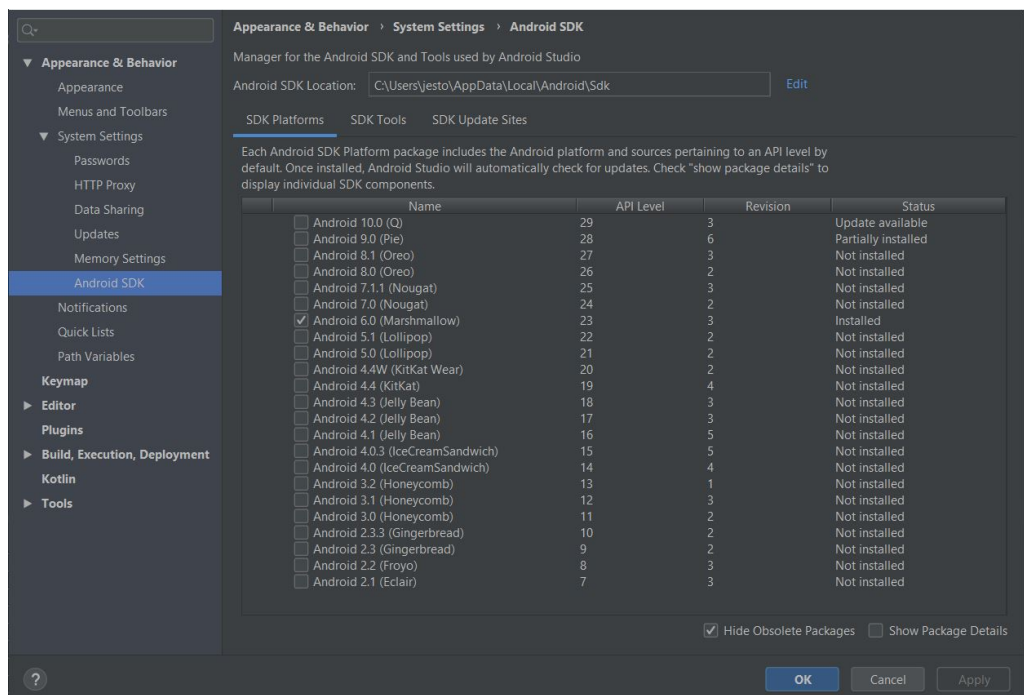 Appearance & Behavior
Appearance
Menus and Toolbars
System Settings
Passwords
HTTP Proxy
Data Sharing
Updates
Memory Settings
Android SDK
Notifications
Quick Lists
Path Variables
Keymap
Editor
Plugins
Build, Execution, Deployment
Kotlin
Tools
Appearance & Behavior › System Settings › Android SDK
Manager for the Android SDK and Tools used by Android Studio
Android SDK Location: C:\Users\jesto\AppData\Local\Android\Sdk Edit
SDK Platforms SDK Tools SDK Update Sites
Each Android SDK Platform package includes the Android platform and sources pertaining to an API level by
default. Once installed, Android Studio will automatically check for updates. Check "show package details" to
display individual SDK components.
Name API Level Revision Status
Android 10.0 (Q) 29 3 Update available
Android 9.0 (Pie) 28 6 Partially installed
Android 8.1 (Oreo) 27 3 Not installed
Android 8.0 (Oreo) 26 2 Not installed
Android 7.1.1 (Nougat) 25 3 Not installed
Android 7.0 (Nougat) 24 2 Not installed
Android 6.0 (Marshmallow) 23 3 Installed
Android 5.1 (Lollipop) 22 2 Not installed
Android 5.0 (Lollipop) 21 2 Not installed
Android 4.4W (KitKat Wear) 20 2 Not installed
Android 4.4 (KitKat) 19 4 Not installed
Android 4.3 (Jelly Bean) 18 3 Not installed
Android 4.2 (Jelly Bean) 17 3 Not installed
Android 4.1 (Jelly Bean) 16 5 Not installed
Android 4.0.3 (IceCreamSandwich) 15 5 Not installed
Android 4.0 (IceCreamSandwich) 14 4 Not installed
Android 3.2 (Honeycomb) 13 1 Not installed
Android 3.1 (Honeycomb) 12 3 Not installed
Android 3.0 (Honeycomb) 11 2 Not installed
Android 2.3.3 (Gingerbread) 10 2 Not installed
Android 2.3 (Gingerbread) 9 2 Not installed
Android 2.2 (Froyo) 8 3 Not installed
Android 2.1 (Eclair) 7 3 Not installed
Hide Obsolete Packages Show Package Details
? OK Cancel Apply